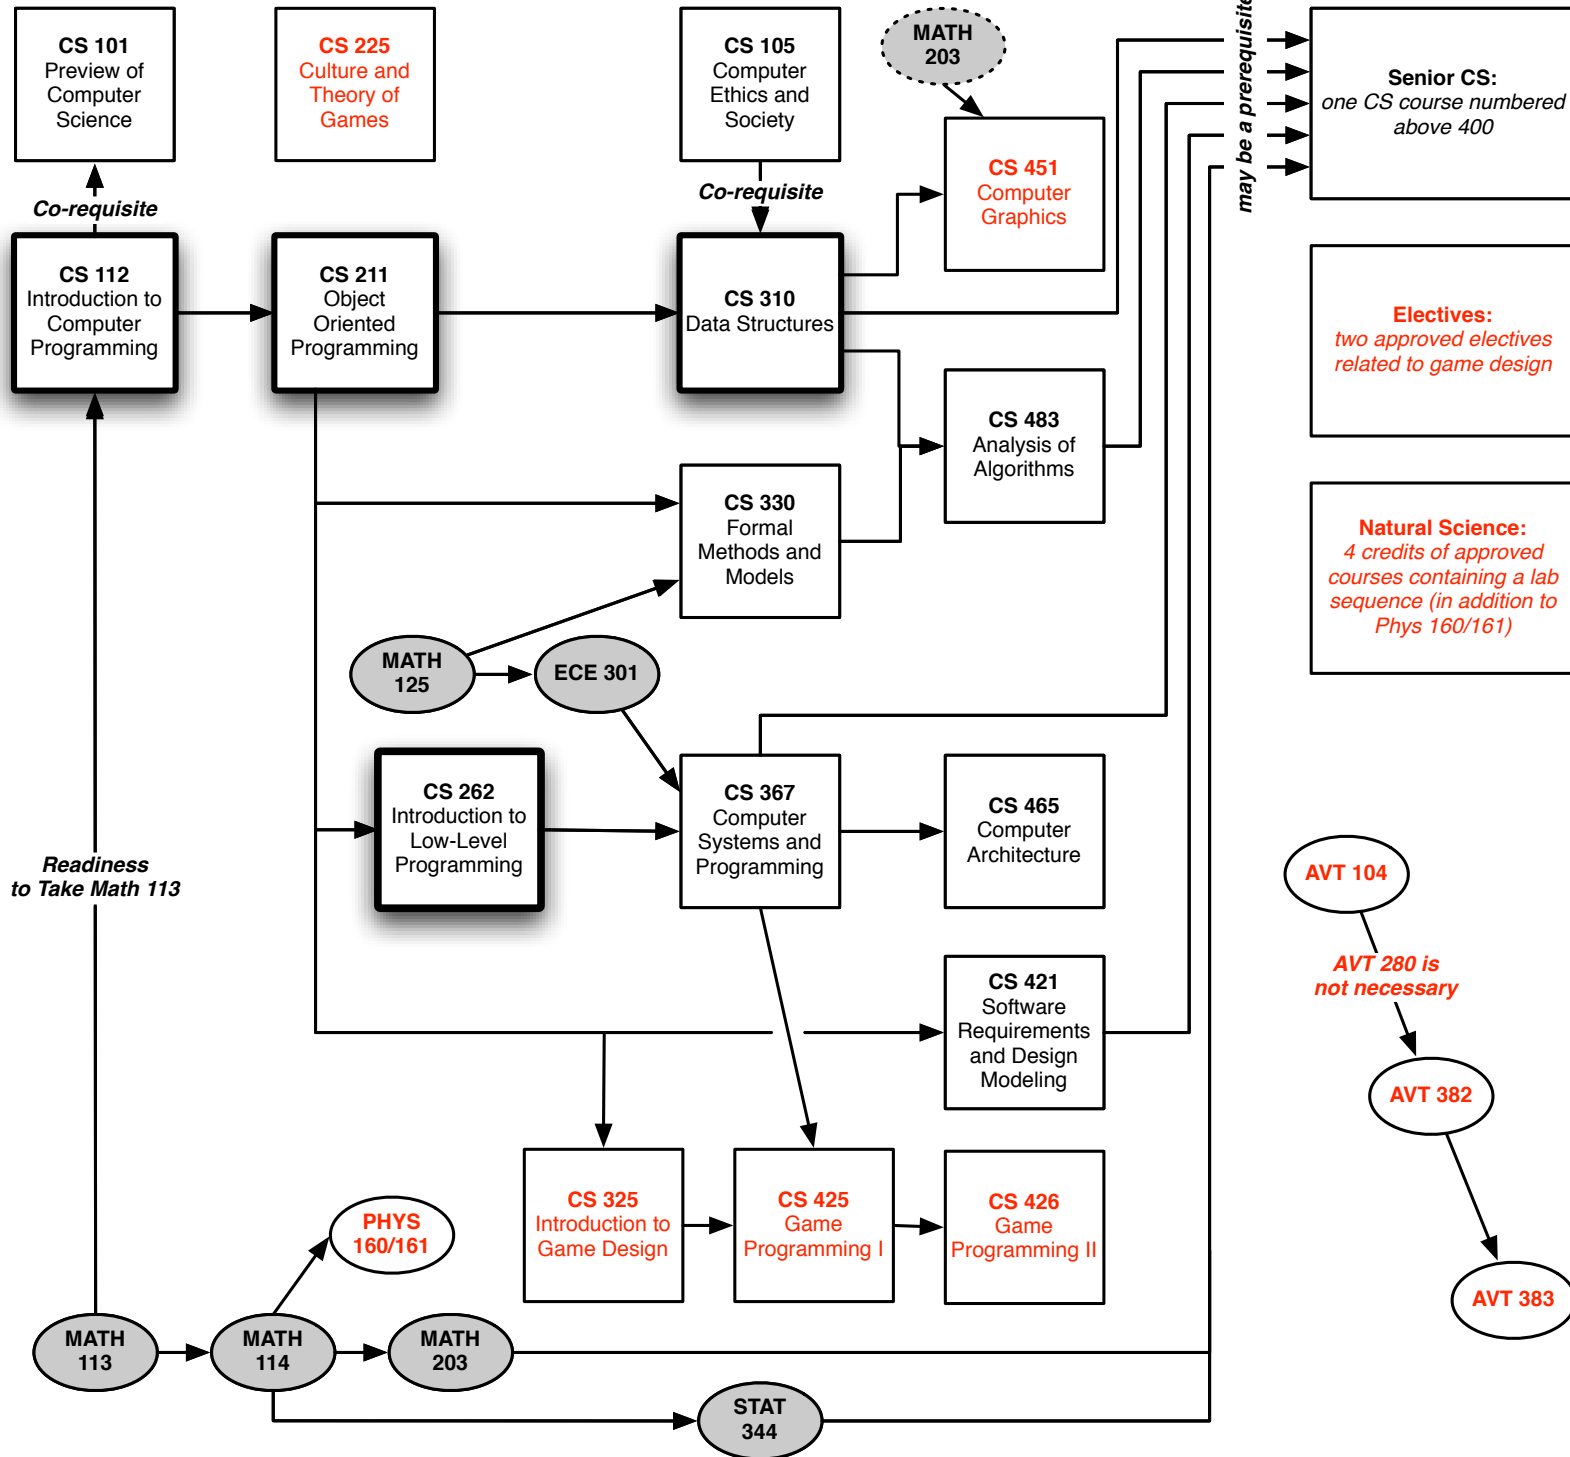 CS 101
Preview of
Computer
Science
CS 225
Culture and
Theory of
Games
CS 105
Computer
Ethics and
Society
MATH
203
may be a prerequisite
Senior CS:
one CS course numbered
above 400
Co-requisite
Co-requisite
CS 451
Computer
Graphics
CS 112
Introduction to
Computer
Programming
CS 211
Object
Oriented
Programming
CS 310
Data Structures
Electives:
two approved electives
related to game design
CS 483
Analysis of
Algorithms
CS 330
Formal
Methods and
Models
Natural Science:
4 credits of approved
courses containing a lab
sequence (in addition to
Phys 160/161)
MATH
125
ECE 301
CS 262
Introduction to
Low-Level
Programming
CS 367
Computer
Systems and
Programming
CS 465
Computer
Architecture
Readiness
to Take Math 113
AVT 104
AVT 280 is
not necessary
CS 421
Software
Requirements
and Design
Modeling
AVT 382
CS 325
Introduction to
Game Design
CS 425
Game
Programming I
CS 426
Game
Programming II
PHYS
160/161
AVT 383
MATH
113
MATH
114
MATH
203
STAT
344